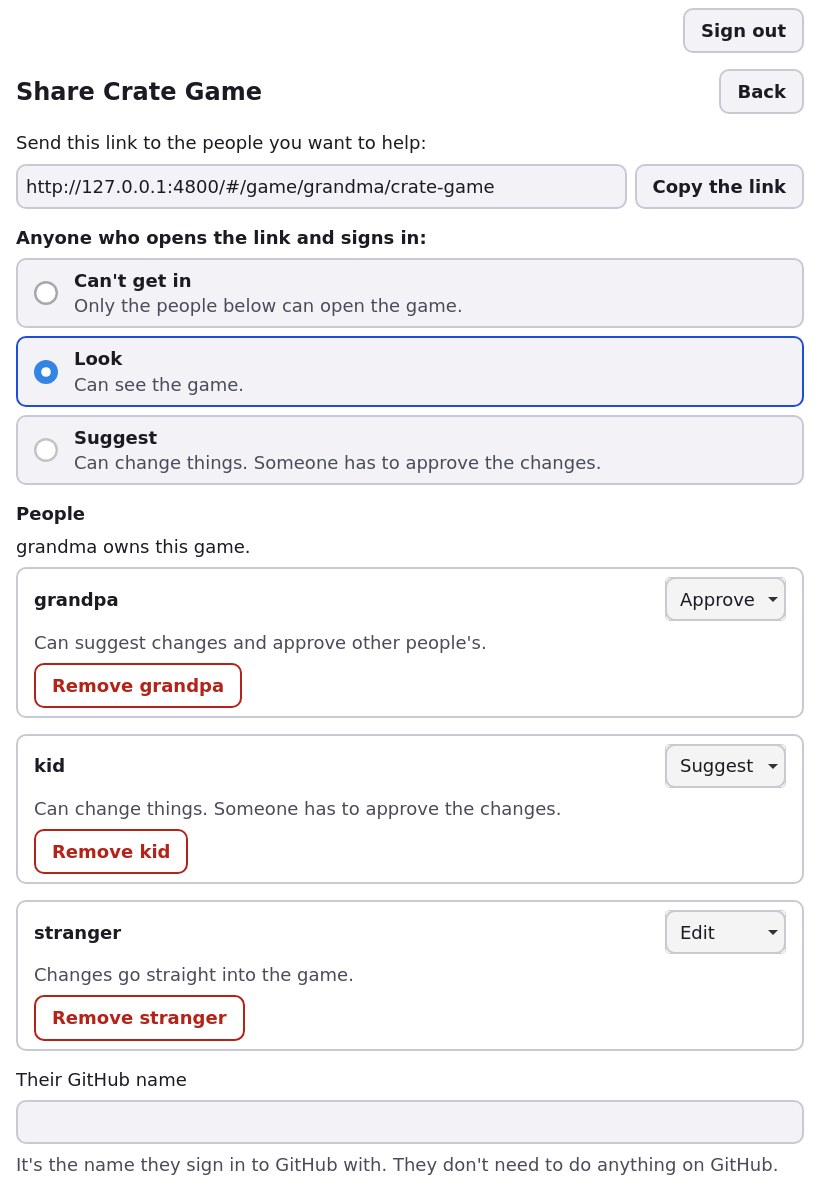 Sign out
Share Crate Game
Back
Send this link to the people you want to help:
http://127.0.0.1:4800/#/game/grandma/crate-game
Copy the link
Anyone who opens the link and signs in:
Can't get in
Only the people below can open the game.
Look
Can see the game.
Suggest
Can change things. Someone has to approve the changes.
People
grandma owns this game.
grandpa
Approve
Can suggest changes and approve other people's.
Remove grandpa
kid
Suggest
Can change things. Someone has to approve the changes.
Remove kid
stranger
Edit
Changes go straight into the game.
Remove stranger
Their GitHub name
It's the name they sign in to GitHub with. They don't need to do anything on GitHub.